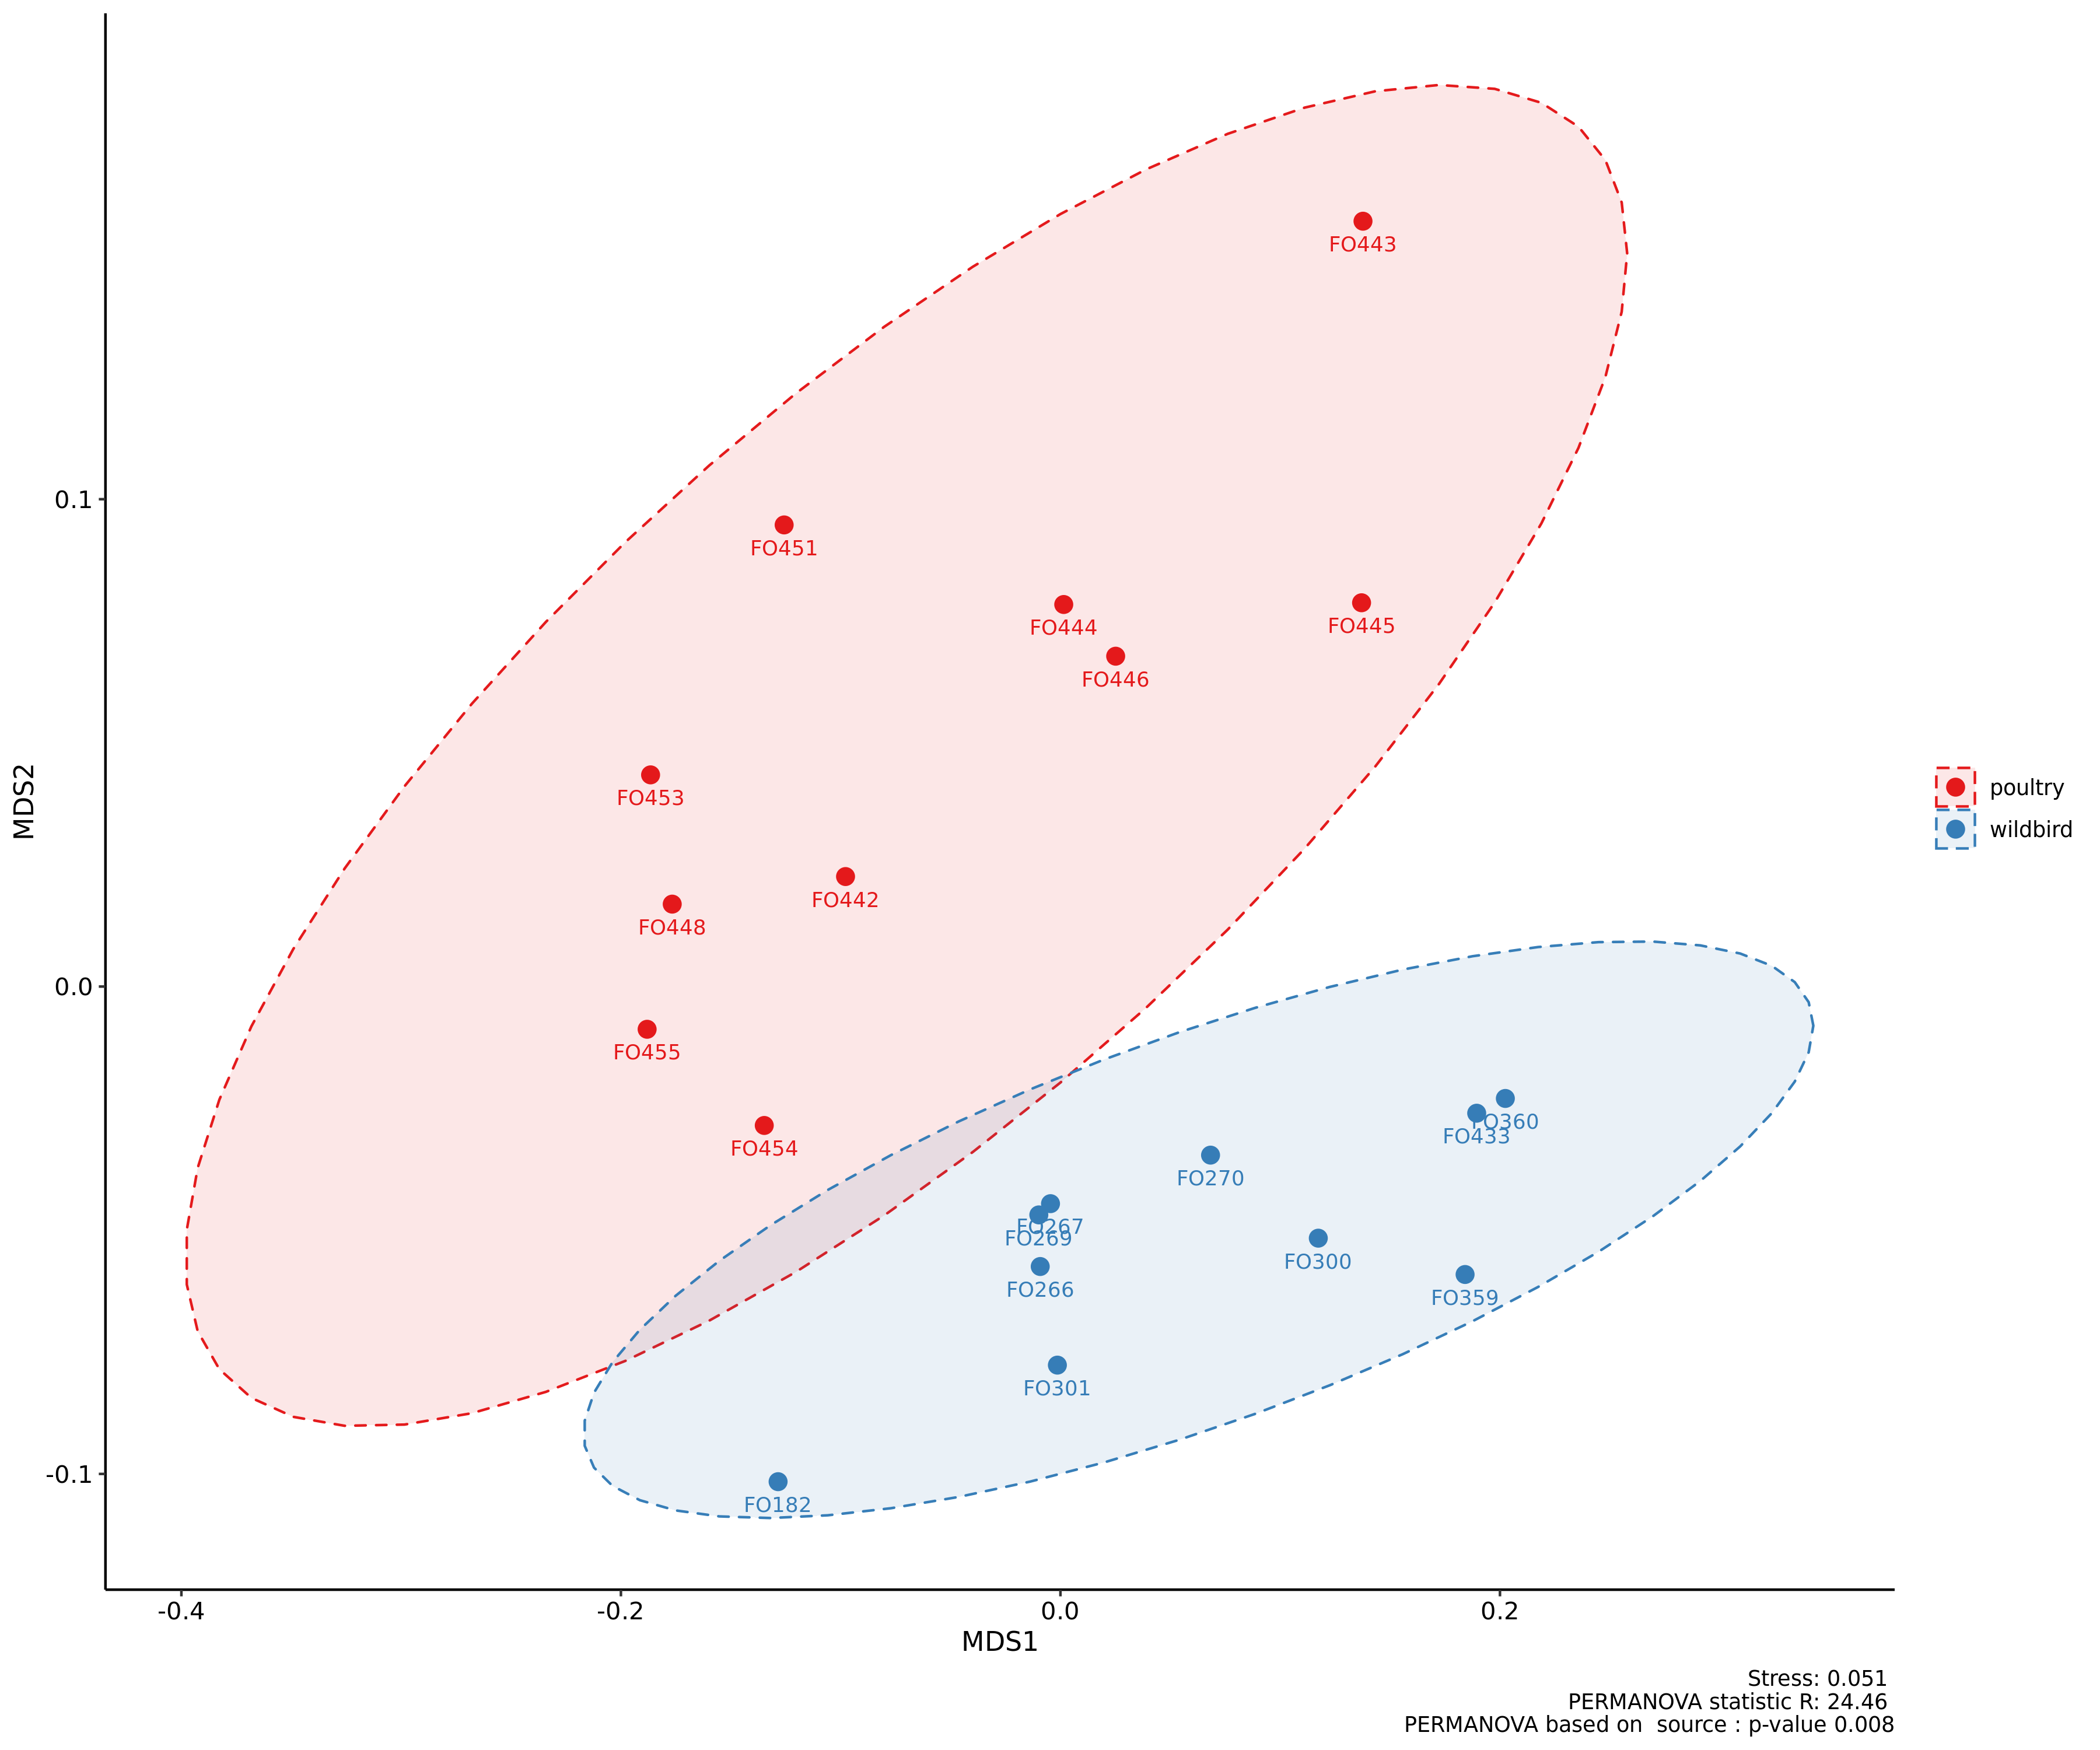 FO443
0.1
FO451
FO444
FO445
FO446
MDS2
FO453
poultry
wildbird
FO442
FO448
0.0
FO455
FO360
FO433
FO454
FO270
FO267
FO269
FO300
FO266
FO359
FO301
-0.1
FO182
-0.4
-0.2
0.0
0.2
MDS1
Stress: 0.051
PERMANOVA statistic R: 24.46
PERMANOVA based on  source : p-value 0.008